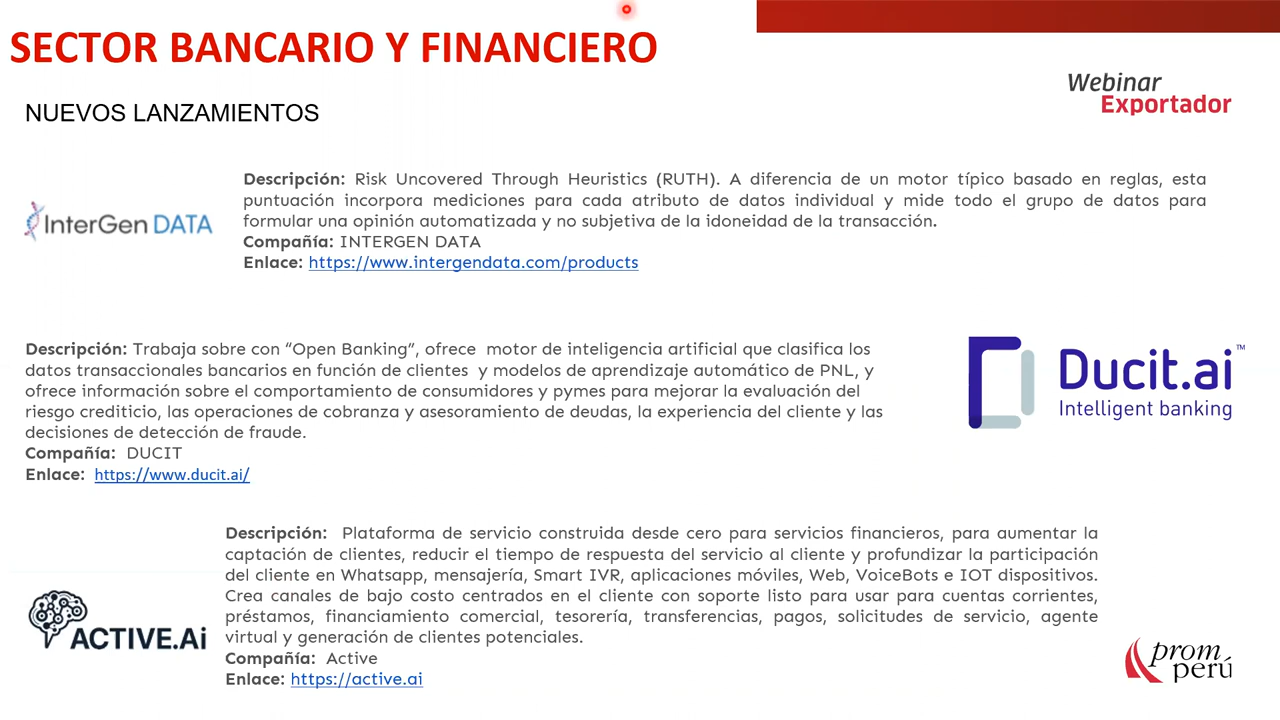 SECTOR BANCARIO Y FINANCIERO
Webinar
Exportador
NUEVOS LANZAMIENTOS
InterGen DATA
Descripción: Risk Uncovered Through Heuristics (RUTH). A diferencia de un motor típico basado en reglas, esta
puntuación incorpora mediciones para cada atributo de datos individual y mide todo el grupo de datos para
formular una opinión automatizada y no subjetiva de la idoneidad de la transacción.
Compañía: INTERGEN DATA
Enlace: https://www.intergendata.com/products
Descripción: Trabaja sobre con “Open Banking”, ofrece motor de inteligencia artificial que clasifica los
datos transaccionales bancarios en función de clientes y modelos de aprendizaje automático de PNL, y
ofrece información sobre el comportamiento de consumidores y pymes para mejorar la evaluación del
riesgo crediticio, las operaciones de cobranza y asesoramiento de deudas, la experiencia del cliente y las
decisiones de detección de fraude.
Compañía: DUCIT
Enlace: https://www.ducit.ai/
Ducit.ai™
Intelligent banking
Descripción: Plataforma de servicio construida desde cero para servicios financieros, para aumentar la
captación de clientes, reducir el tiempo de respuesta del servicio al cliente y profundizar la participación
del cliente en Whatsapp, mensajería, Smart IVR, aplicaciones móviles, Web, VoiceBots e IOT dispositivos.
Crea canales de bajo costo centrados en el cliente con soporte listo para usar para cuentas corrientes,
préstamos, financiamiento comercial, tesorería, transferencias, pagos, solicitudes de servicio, agente
virtual y generación de clientes potenciales.
Compañía: Active
Enlace: https://active.ai
ACTIVE.Ai
prom
perú